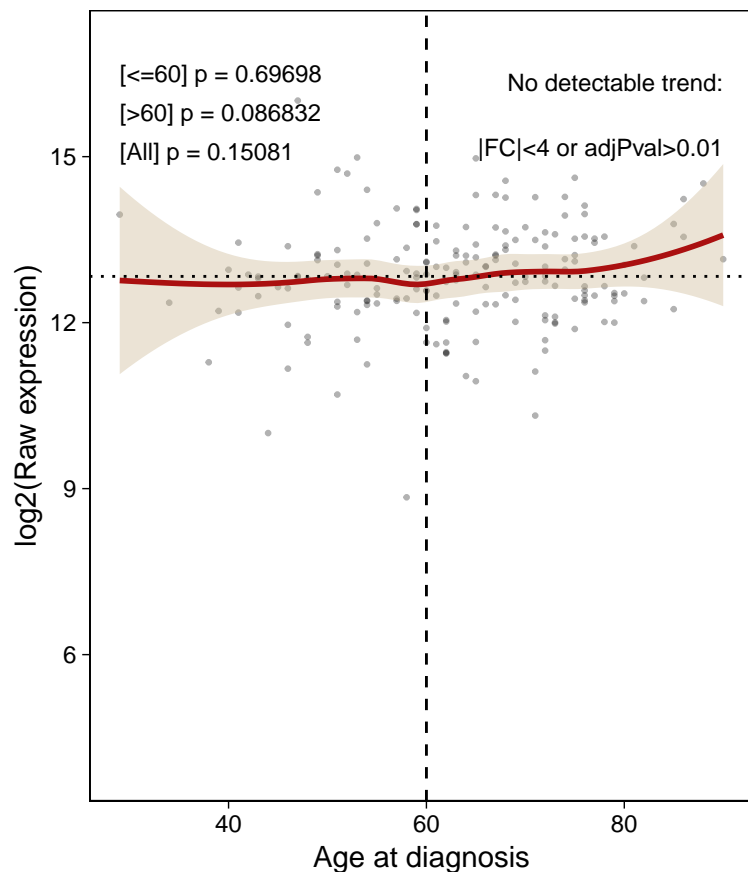 [<=60] p = 0.69698
[>60] p = 0.086832
[All] p = 0.15081
No detectable trend:
|FC|<4 or adjPval>0.01
15
12
9
6
log2(Raw expression)
40
60
80
Age at diagnosis